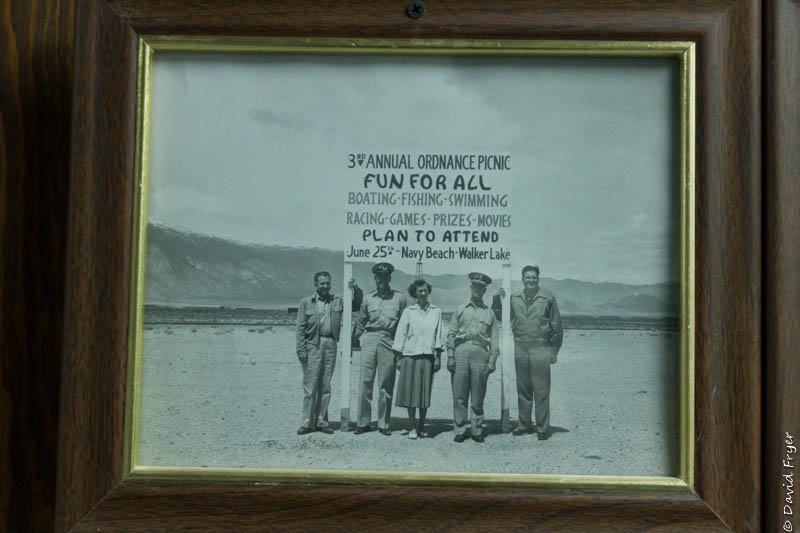 3RD ANNUAL ORDNANCE PICNIC
FUN FOR ALL
BOATING-FISHING-SWIMMING
RACING-GAMES-PRIZES-MOVIES
PLAN TO ATTEND
June 25th-Navy Beach-Walker Lake
© David Fryer